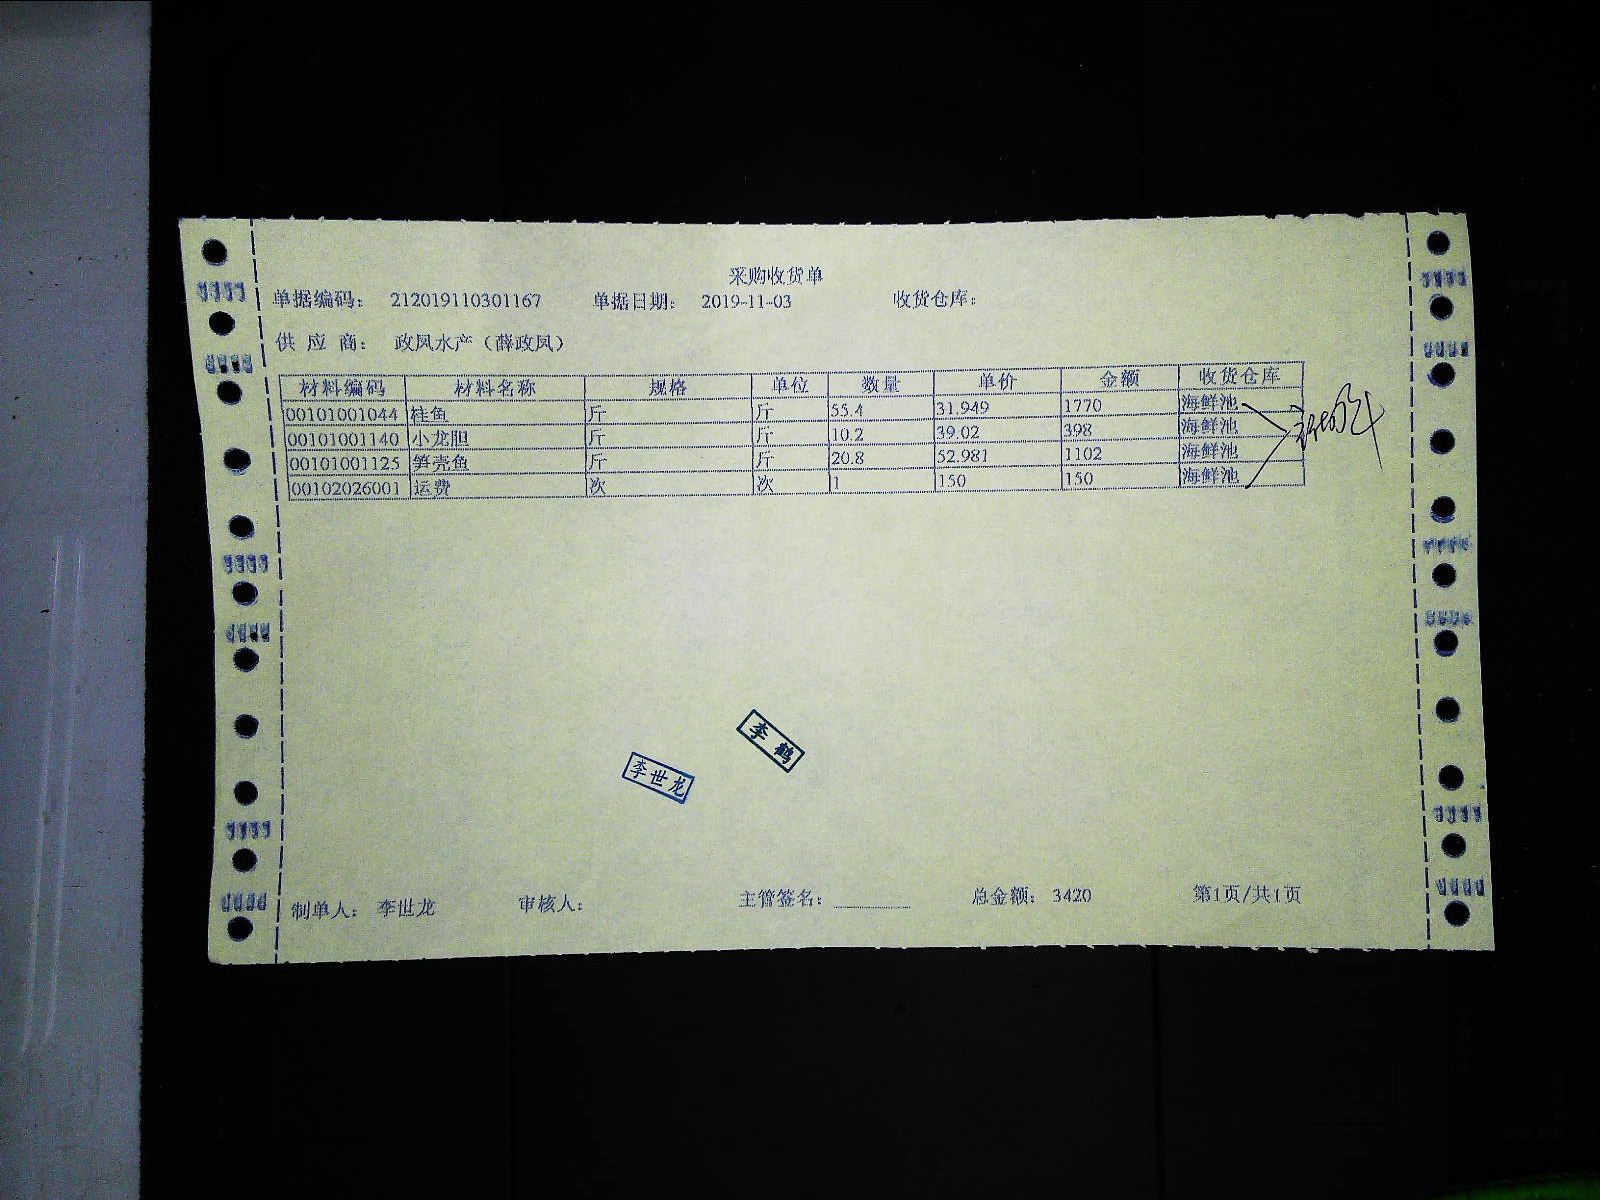 采购收货单
单据编码： 212019110301167 单据日期： 2019-11-03 收货仓库：
供 应 商： 政凤水产（薛政凤）
材料编码 材料名称 规格 单位 数量 单价 金额 收货仓库
00101001044 桂鱼 斤 斤 55.4 31.949 1770 海鲜池
00101001140 小龙胆 斤 斤 10.2 39.02 398 海鲜池
00101001125 笋壳鱼 斤 斤 20.8 52.981 1102 海鲜池
00102026001 运费 次 次 1 150 150 海鲜池
李鹤
李世龙
制单人： 李世龙 审核人： 主管签名：________ 总金额： 3420 第1页/共1页